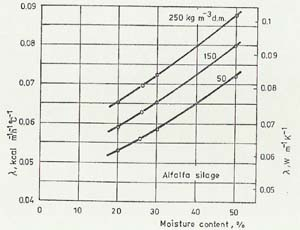 0.09
0.08
0.07
0.06
0.05
0.04
λ, kcal m⁻¹h⁻¹
250 kg m⁻³d.m.
150
50
Alfalfa silage
0.1
0.09
0.08
0.07
0.06
0.05
λ, W m⁻¹K⁻¹
0 10 20 30 40 50 60
Moisture content, %